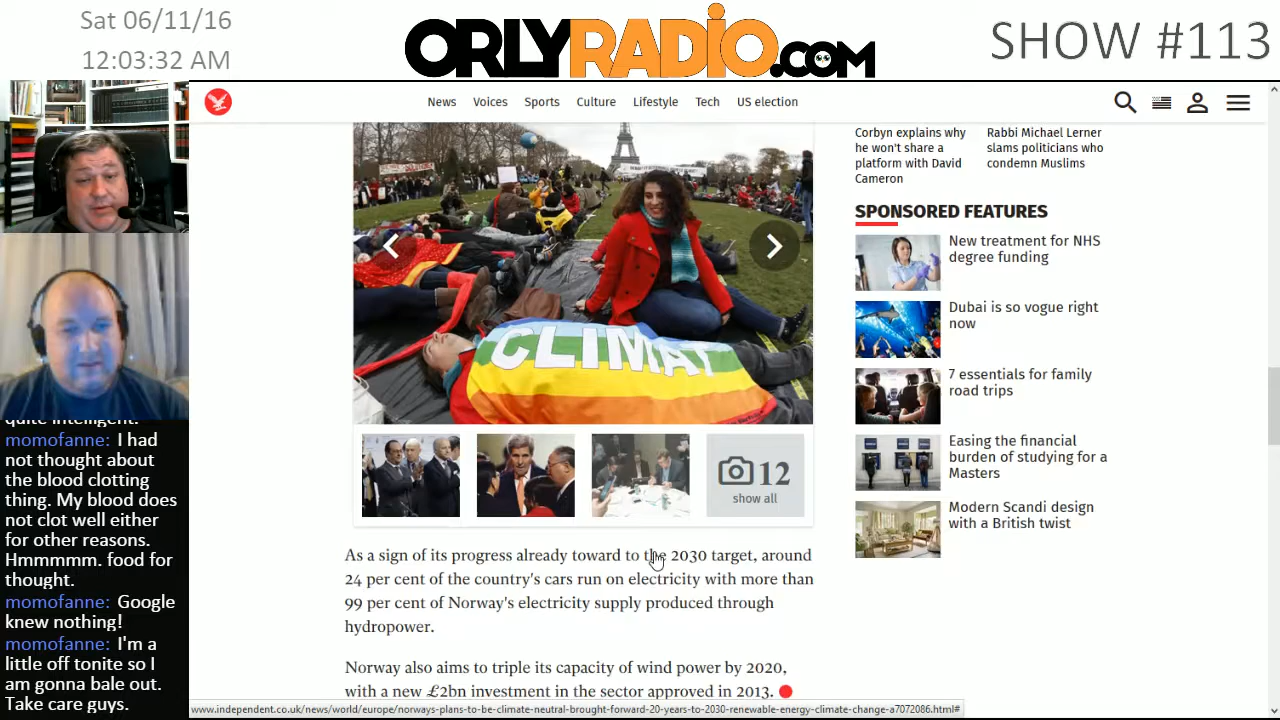 Sat 06/11/16
12:03:32 AM
ORLYRADIO.com
SHOW #113
News Voices Sports Culture Lifestyle Tech US election
Corbyn explains why
he won't share a
platform with David
Cameron
Rabbi Michael Lerner
slams politicians who
condemn Muslims
SPONSORED FEATURES
New treatment for NHS
degree funding
Dubai is so vogue right
now
7 essentials for family
road trips
Easing the financial
burden of studying for a
Masters
Modern Scandi design
with a British twist
CLIMAT
12
show all
As a sign of its progress already toward to the 2030 target, around
24 per cent of the country's cars run on electricity with more than
99 per cent of Norway's electricity supply produced through
hydropower.
Norway also aims to triple its capacity of wind power by 2020,
with a new £2bn investment in the sector approved in 2013.
quite intelligent.
momofanne: I had
not thought about
the blood clotting
thing. My blood does
not clot well either
for other reasons.
Hmmmmm. food for
thought.
momofanne: Google
knew nothing!
momofanne: I'm a
little off tonite so I
am gonna bale out.
Take care guys.
www.independent.co.uk/news/world/europe/norways-plans-to-be-climate-neutral-brought-forward-20-years-to-2030-renewable-energy-climate-change-a7072086.html#